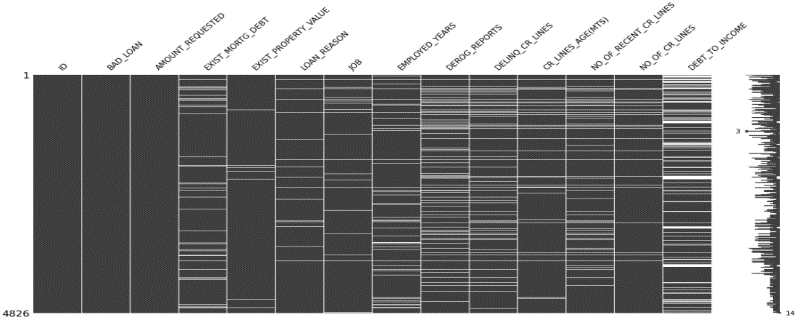 ID
BAD_LOAN
AMOUNT_REQUESTED
EXIST_MORTG_DEBT
EXIST_PROPERTY_VALUE
LOAN_REASON
JOB
EMPLOYED_YEARS
DEROG_REPORTS
DELINQ_CR_LINES
CR_LINES_AGE(MTS)
NO_OF_RECENT_CR_LINES
NO_OF_CR_LINES
DEBT_TO_INCOME
1
3
4826
14